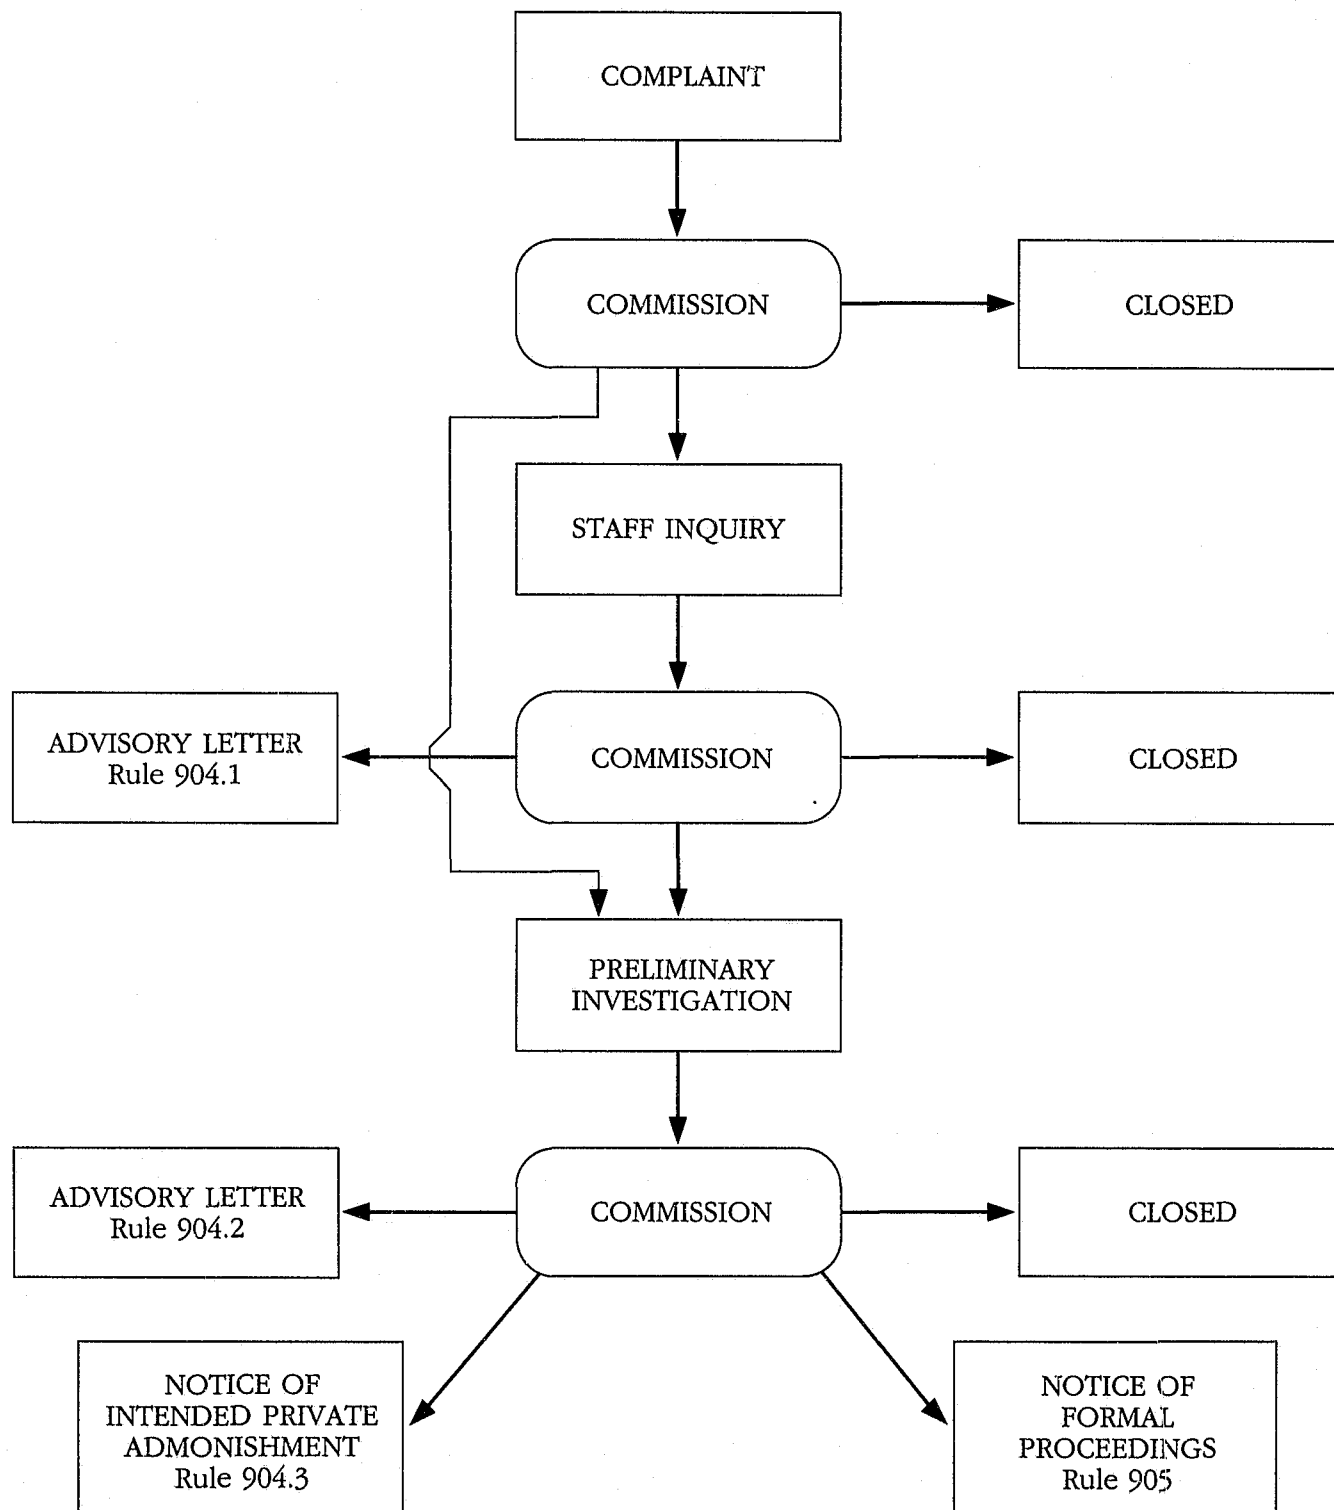 COMPLAINT
COMMISSION
CLOSED
STAFF INQUIRY
ADVISORY LETTER
Rule 904.1
COMMISSION
CLOSED
PRELIMINARY
INVESTIGATION
ADVISORY LETTER
Rule 904.2
COMMISSION
CLOSED
NOTICE OF
INTENDED PRIVATE
ADMONISHMENT
Rule 904.3
NOTICE OF
FORMAL
PROCEEDINGS
Rule 905